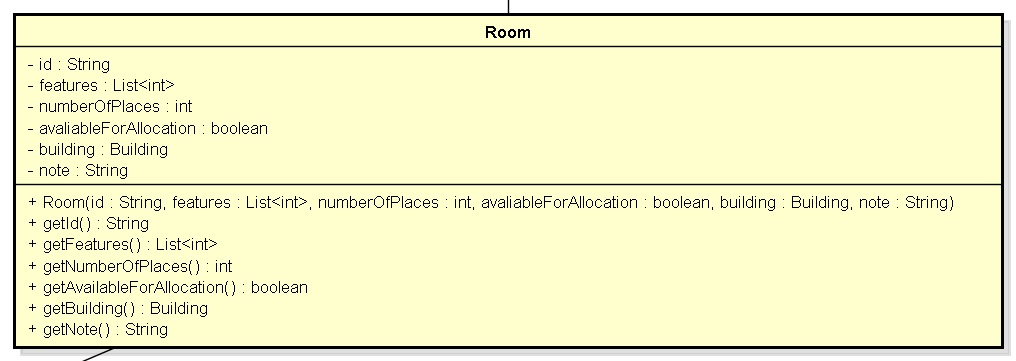 Room
- id : String
- features : List<int>
- numberOfPlaces : int
- avaliableForAllocation : boolean
- building : Building
- note : String
+ Room(id : String, features : List<int>, numberOfPlaces : int, avaliableForAllocation : boolean, building : Building, note : String)
+ getId() : String
+ getFeatures() : List<int>
+ getNumberOfPlaces() : int
+ getAvailableForAllocation() : boolean
+ getBuilding() : Building
+ getNote() : String